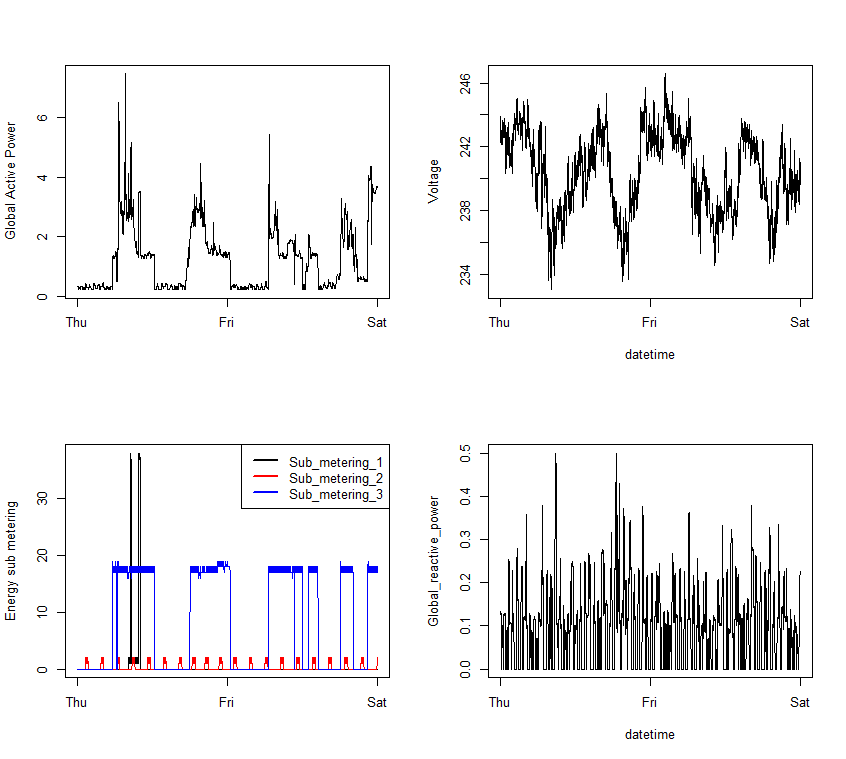 Global Active Power
6
4
2
0
Thu Fri Sat
Voltage
246
242
238
234
Thu Fri Sat
datetime
Energy sub metering
30
20
10
0
Sub_metering_1
Sub_metering_2
Sub_metering_3
Thu Fri Sat
Global_reactive_power
0.5
0.4
0.3
0.2
0.1
0.0
Thu Fri Sat
datetime